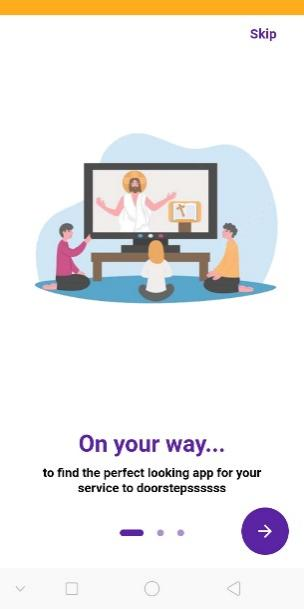 Skip
On your way...
to find the perfect looking app for your
service to doorstepssssss